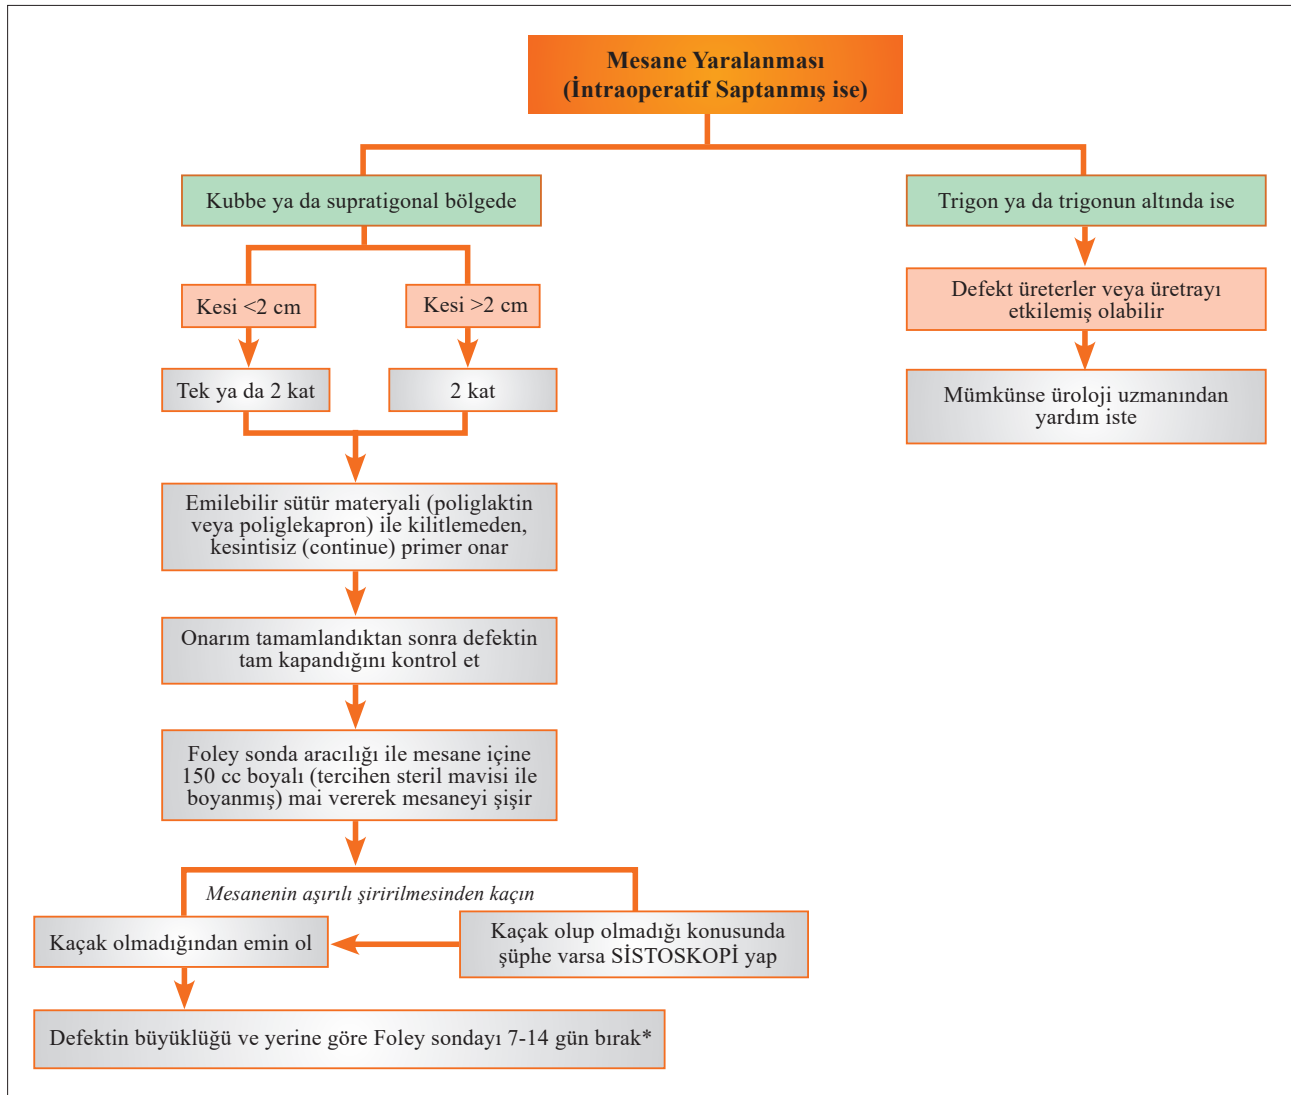 Mesane Yaralanması
(İntraoperatif Saptanmış ise)
Kubbe ya da supratigonal bölgede
Trigon ya da trigonun altında ise
Kesi <2 cm
Kesi >2 cm
Defekt üreterler veya üretrayı
etkilemiş olabilir
Tek ya da 2 kat
2 kat
Mümkünse üroloji uzmanından
yardım iste
Emilebilir sütür materyali (poliglaktin
veya poliglekapron) ile kilitlemeden,
kesintisiz (continue) primer onar
Onarım tamamlandıktan sonra defektin
tam kapandığını kontrol et
Foley sonda aracılığı ile mesane içine
150 cc boyalı (tercihen steril mavisi ile
boyanmış) mai vererek mesaneyi şişir
Mesanenin aşırılı şiririlmesinden kaçın
Kaçak olmadığından emin ol
Kaçak olup olmadığı konusunda
şüphe varsa SİSTOSKOPİ yap
Defektin büyüklüğü ve yerine göre Foley sondayı 7-14 gün bırak*